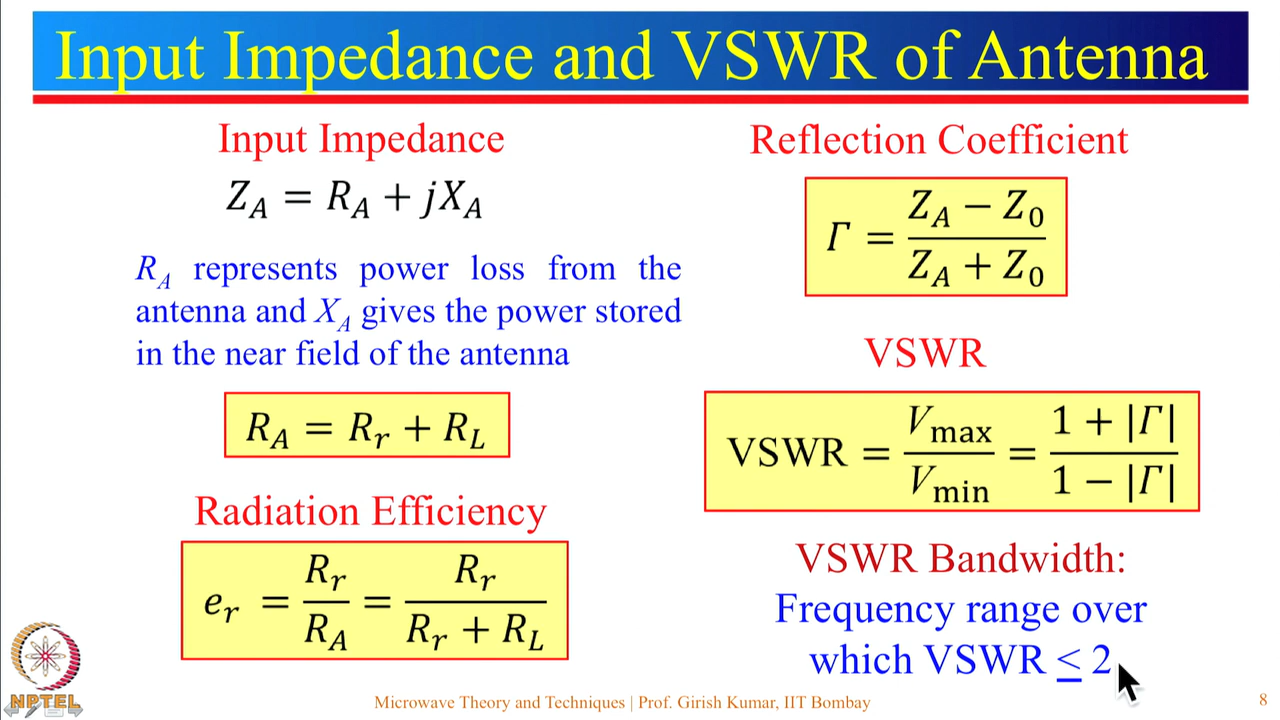 Input Impedance and VSWR of Antenna
Input Impedance
Z_A = R_A + jX_A
R_A represents power loss from the
antenna and X_A gives the power stored
in the near field of the antenna
R_A = R_r + R_L
Radiation Efficiency
e_r = R_r / R_A = R_r / (R_r + R_L)
Reflection Coefficient
Γ = (Z_A − Z_0) / (Z_A + Z_0)
VSWR
VSWR = V_max / V_min = (1 + |Γ|) / (1 − |Γ|)
VSWR Bandwidth:
Frequency range over
which VSWR ≤ 2
NPTEL
Microwave Theory and Techniques | Prof. Girish Kumar, IIT Bombay
8